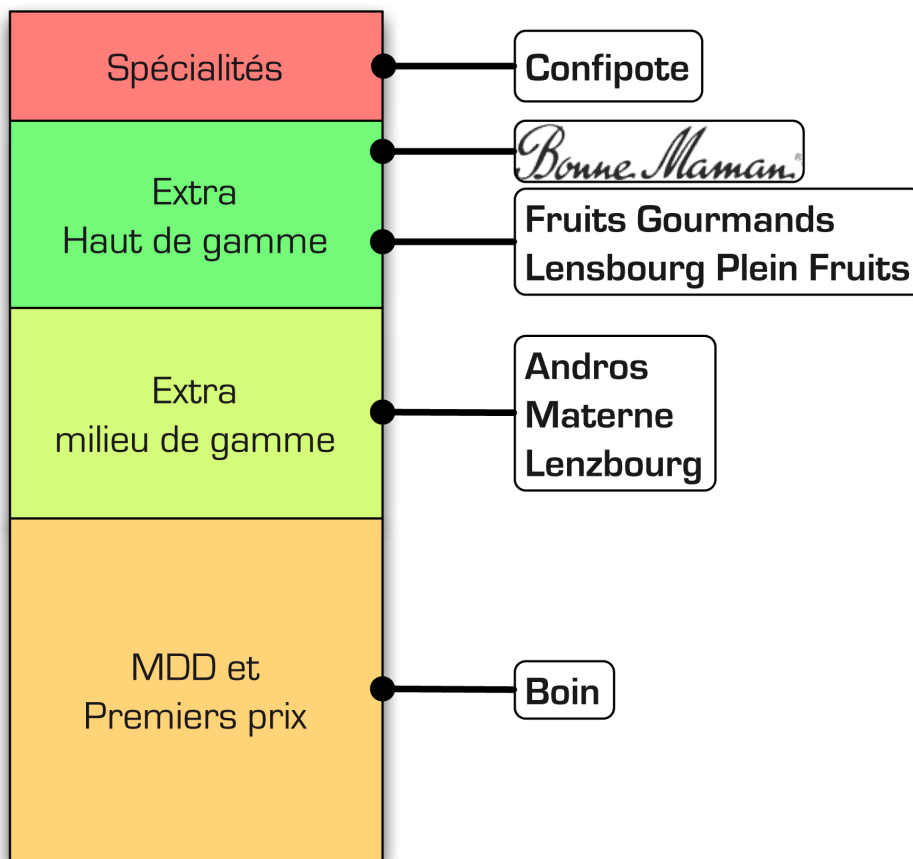 Spécialités
Confipote
Bonne Maman®
Extra
Haut de gamme
Fruits Gourmands
Lensbourg Plein Fruits
Extra
milieu de gamme
Andros
Materne
Lenzbourg
MDD et
Premiers prix
Boin